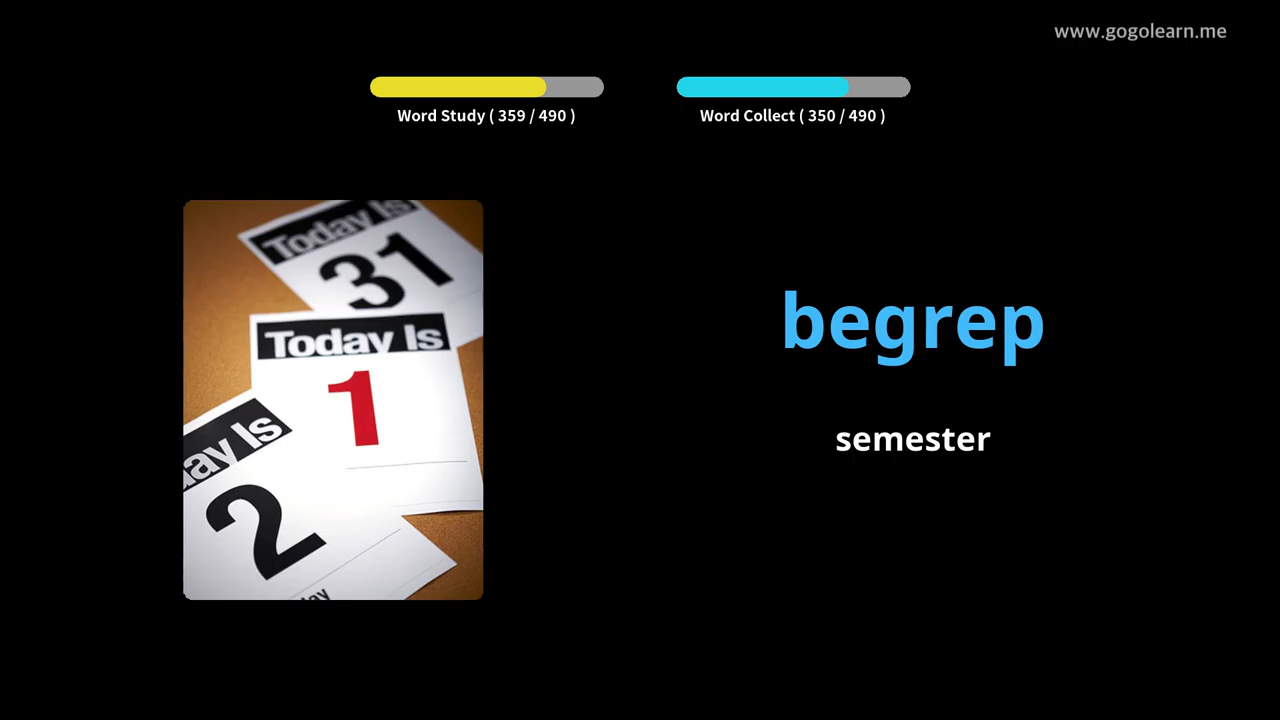 www.gogolearn.me
Word Study ( 359 / 490 )
Word Collect ( 350 / 490 )
Today Is
31
Today Is
1
day Is
2
begrep
semester